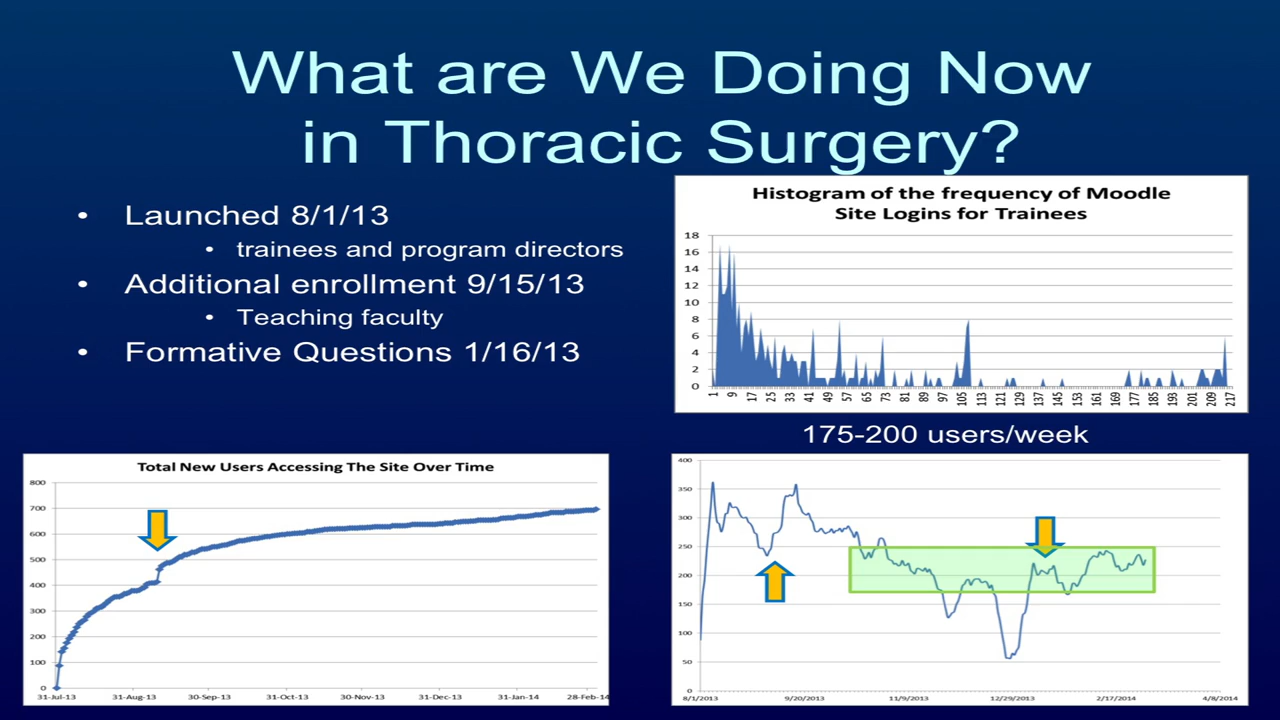 What are We Doing Now
in Thoracic Surgery?
• Launched 8/1/13
• trainees and program directors
• Additional enrollment 9/15/13
• Teaching faculty
• Formative Questions 1/16/13
Histogram of the frequency of Moodle
Site Logins for Trainees
18
16
14
12
10
8
6
4
2
0
1 9 17 25 33 41 49 57 65 73 81 89 97 105 113 121 129 137 145 153 161 169 177 185 193 201 209 217
175-200 users/week
Total New Users Accessing The Site Over Time
800
700
600
500
400
300
200
100
0
31-Jul-13 31-Aug-13 30-Sep-13 31-Oct-13 30-Nov-13 31-Dec-13 31-Jan-14 28-Feb-14
400
350
300
250
200
150
100
50
0
8/1/2013 9/20/2013 11/9/2013 12/29/2013 2/17/2014 4/8/2014